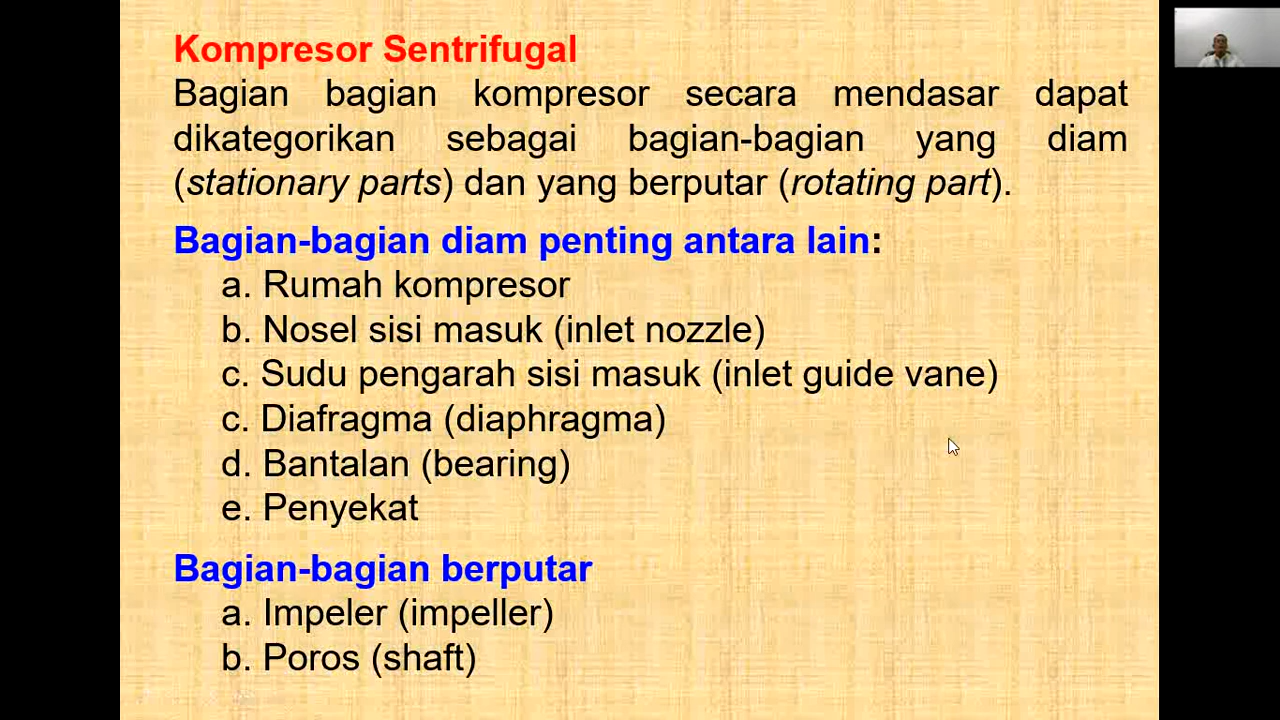 Kompresor Sentrifugal
Bagian bagian kompresor secara mendasar dapat
dikategorikan sebagai bagian-bagian yang diam
(stationary parts) dan yang berputar (rotating part).
Bagian-bagian diam penting antara lain:
a. Rumah kompresor
b. Nosel sisi masuk (inlet nozzle)
c. Sudu pengarah sisi masuk (inlet guide vane)
c. Diafragma (diaphragma)
d. Bantalan (bearing)
e. Penyekat
Bagian-bagian berputar
a. Impeler (impeller)
b. Poros (shaft)